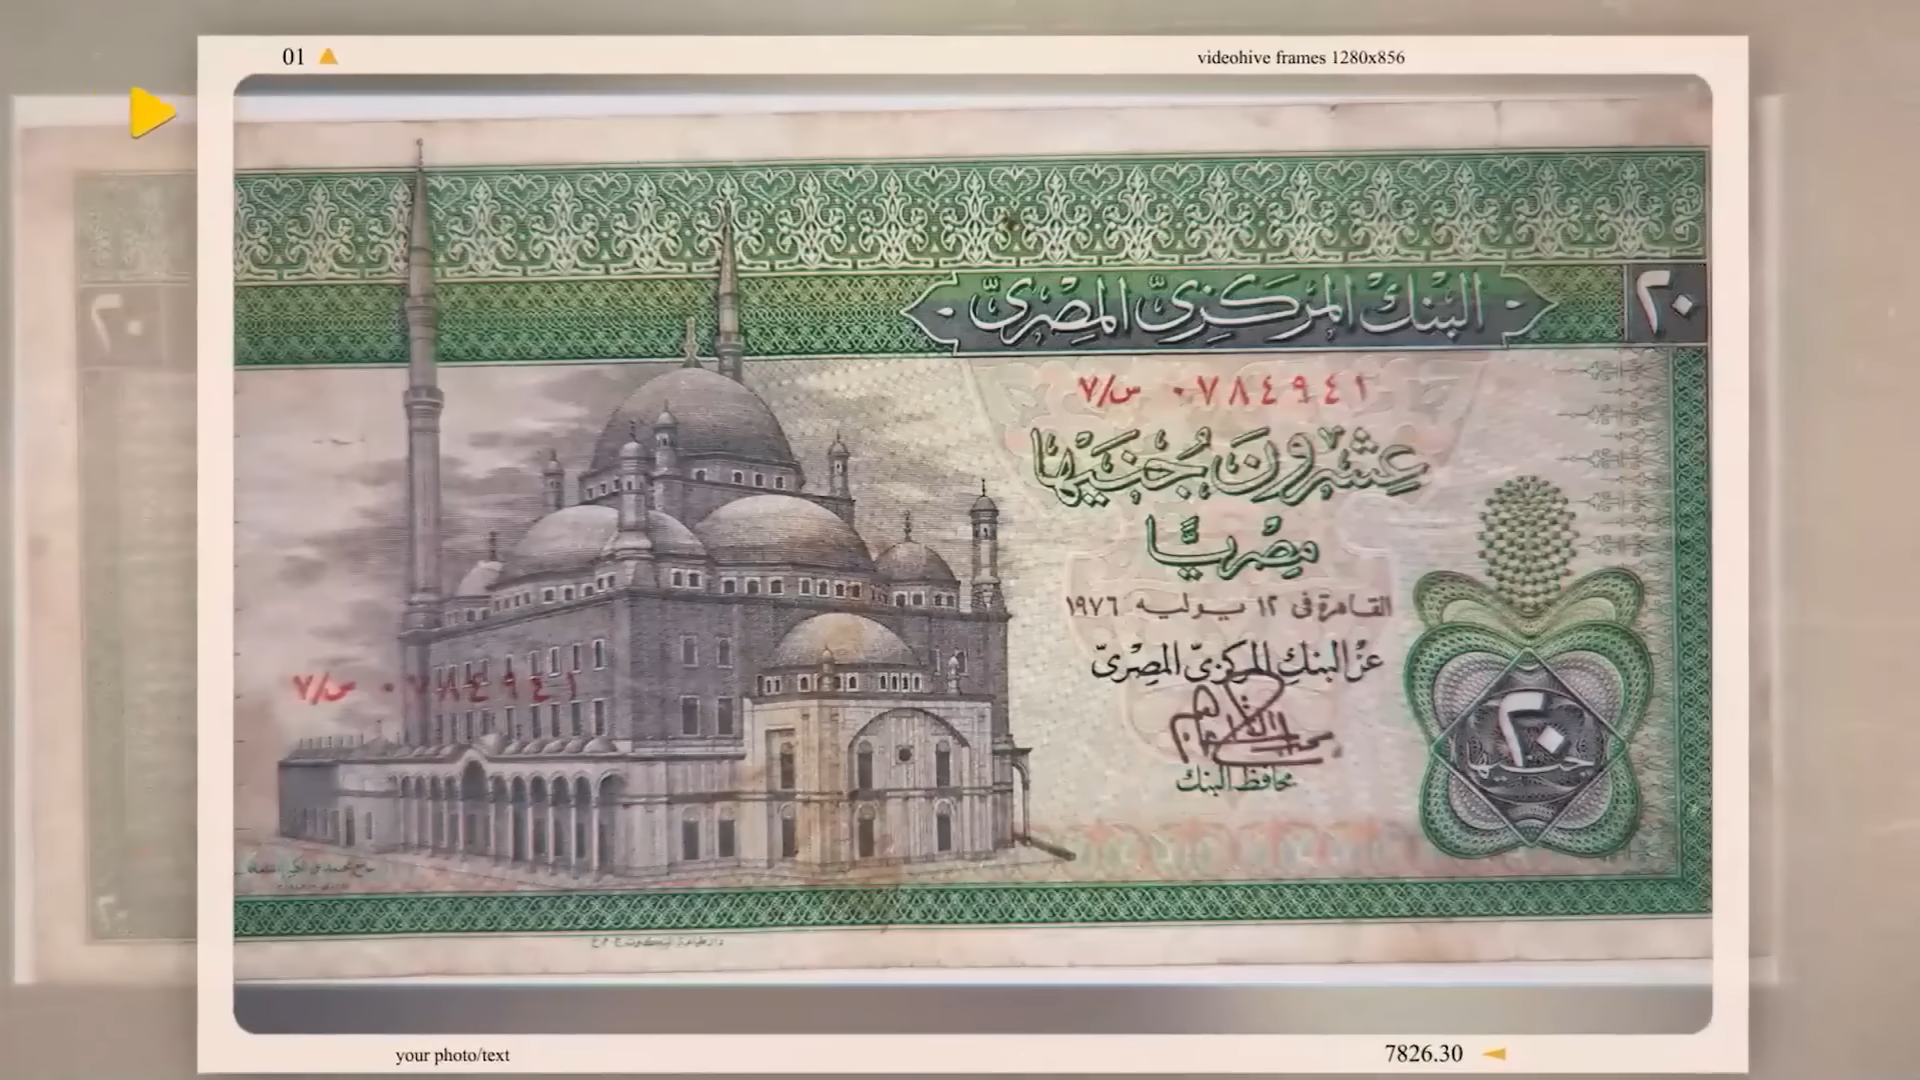 01
videohive frames 1280x856
البنك المركزى المصرى
٢٠
س/٧ ٠٧٨٤٩٤١
عشرون جنيها
مصريا
القاهرة فى ١٢ يوليه ١٩٧٦
عن البنك المركزى المصرى
محافظ البنك
٢٠
جنيها
س/٧ ٠٧٨٤٩٤١
your photo/text
7826.30